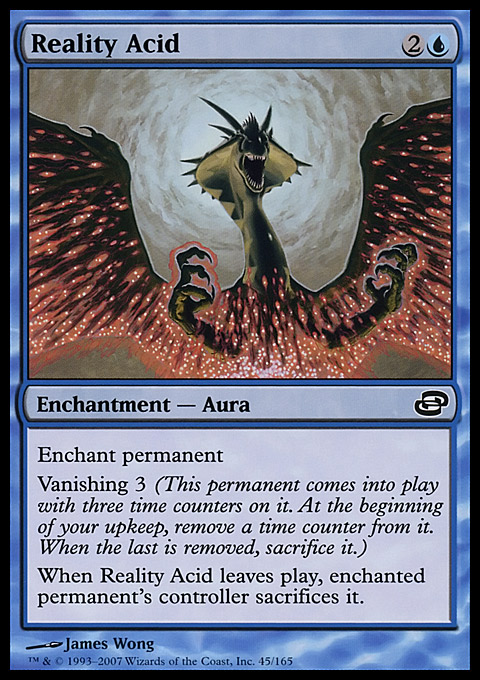 Reality Acid 2
Enchantment — Aura
Enchant permanent
Vanishing 3 (This permanent comes into play
with three time counters on it. At the beginning
of your upkeep, remove a time counter from it.
When the last is removed, sacrifice it.)
When Reality Acid leaves play, enchanted
permanent's controller sacrifices it.
James Wong
™ & © 1993–2007 Wizards of the Coast, Inc. 45/165